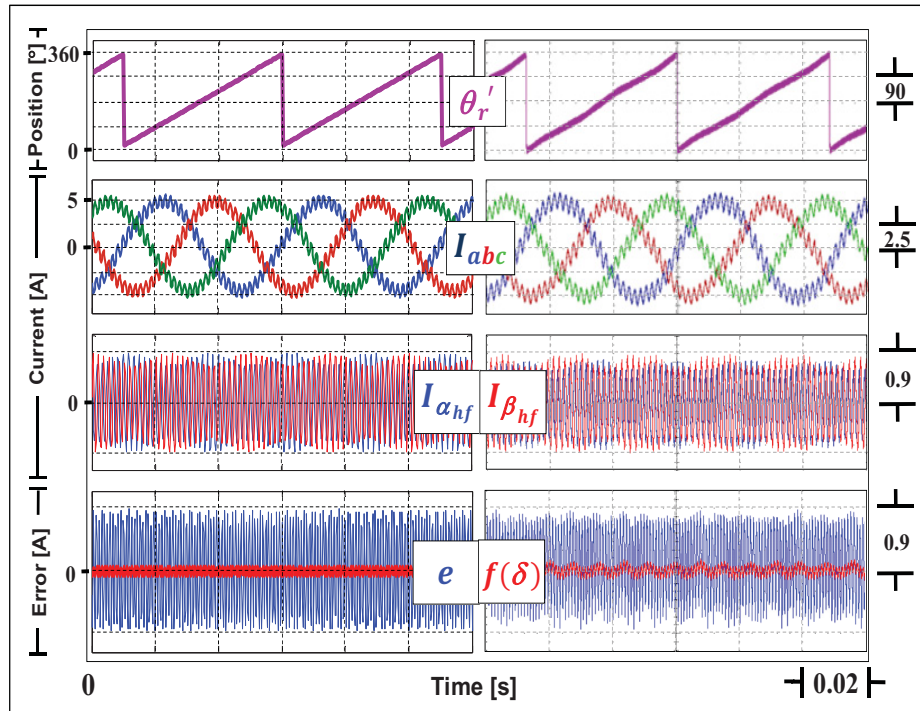 Position [°]
360
0
θr′
90
Current [A]
5
0
Iabc
2.5
0
Iαhf
Iβhf
0.9
Error [A]
0
e
f(δ)
0.9
0
Time [s]
0.02